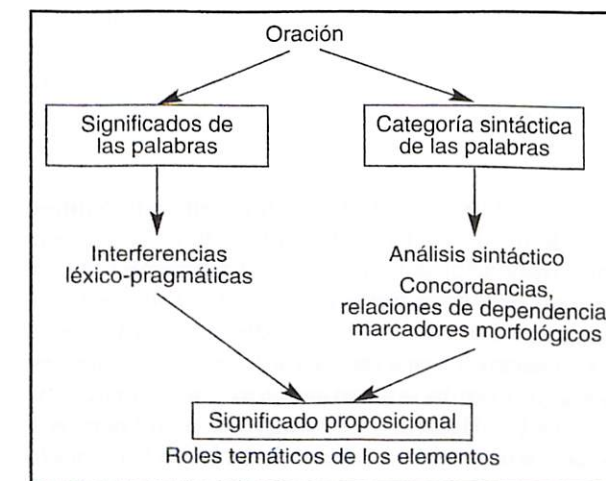 Oración
Significados de
las palabras
Categoría sintáctica
de las palabras
Interferencias
léxico-pragmáticas
Análisis sintáctico
Concordancias,
relaciones de dependencia
marcadores morfológicos
Significado proposicional
Roles temáticos de los elementos